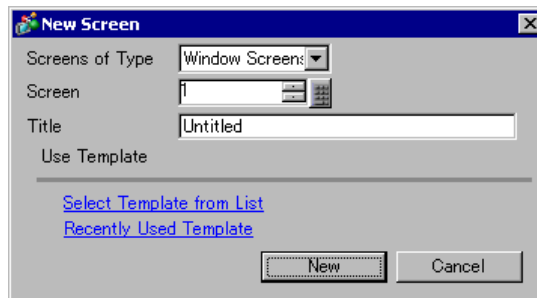 New Screen
Screens of Type Window Screens
Screen 1
Title Untitled
Use Template
Select Template from List
Recently Used Template
New Cancel